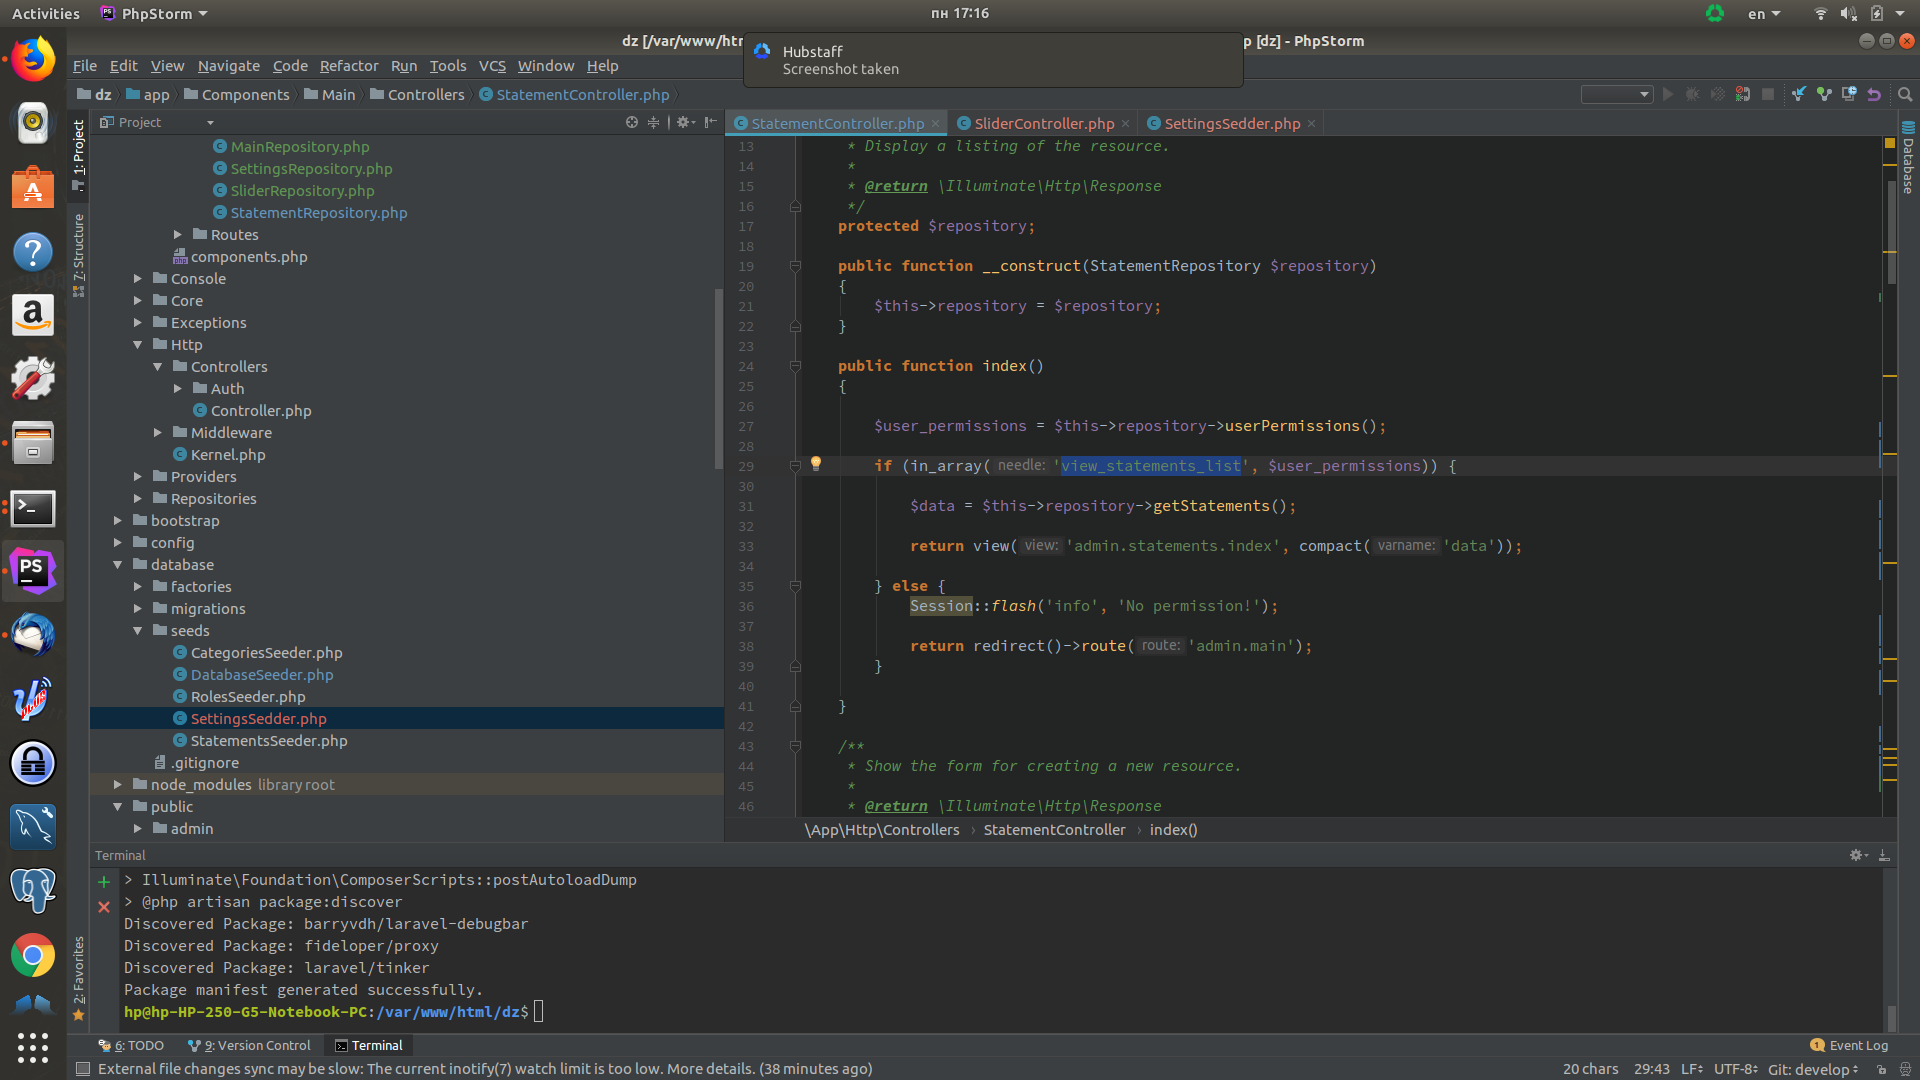 Activities
PhpStorm
пн 17:16
en
dz [/var/www/htm
p [dz] - PhpStorm
Hubstaff
Screenshot taken
File Edit View Navigate Code Refactor Run Tools VCS Window Help
dz app Components Main Controllers StatementController.php
1: Project
7: Structure
2: Favorites
Database
Project
MainRepository.php
SettingsRepository.php
SliderRepository.php
StatementRepository.php
Routes
components.php
Console
Core
Exceptions
Http
Controllers
Auth
Controller.php
Middleware
Kernel.php
Providers
Repositories
bootstrap
config
database
factories
migrations
seeds
CategoriesSeeder.php
DatabaseSeeder.php
RolesSeeder.php
SettingsSedder.php
StatementsSeeder.php
.gitignore
node_modules library root
public
admin
StatementController.php SliderController.php SettingsSedder.php
13 * Display a listing of the resource.
14 *
15 * @return \Illuminate\Http\Response
16 */
17 protected $repository;
18
19 public function __construct(StatementRepository $repository)
20 {
21 $this->repository = $repository;
22 }
23
24 public function index()
25 {
26
27 $user_permissions = $this->repository->userPermissions();
28
29 if (in_array( needle: 'view_statements_list', $user_permissions)) {
30
31 $data = $this->repository->getStatements();
32
33 return view( view: 'admin.statements.index', compact( varname: 'data'));
34
35 } else {
36 Session::flash('info', 'No permission!');
37
38 return redirect()->route( route: 'admin.main');
39 }
40
41 }
42
43 /**
44 * Show the form for creating a new resource.
45 *
46 * @return \Illuminate\Http\Response
\App\Http\Controllers › StatementController › index()
Terminal
> Illuminate\Foundation\ComposerScripts::postAutoloadDump
> @php artisan package:discover
Discovered Package: barryvdh/laravel-debugbar
Discovered Package: fideloper/proxy
Discovered Package: laravel/tinker
Package manifest generated successfully.
hp@hp-HP-250-G5-Notebook-PC:/var/www/html/dz$
6: TODO 9: Version Control Terminal
1 Event Log
External file changes sync may be slow: The current inotify(7) watch limit is too low. More details. (38 minutes ago)
20 chars 29:43 LF UTF-8 Git: develop